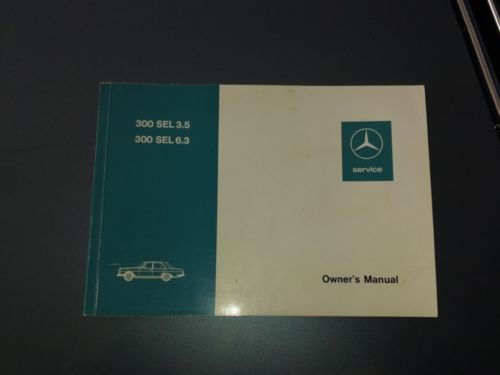 300 SEL 3.5
300 SEL 6.3
service
Owner's Manual